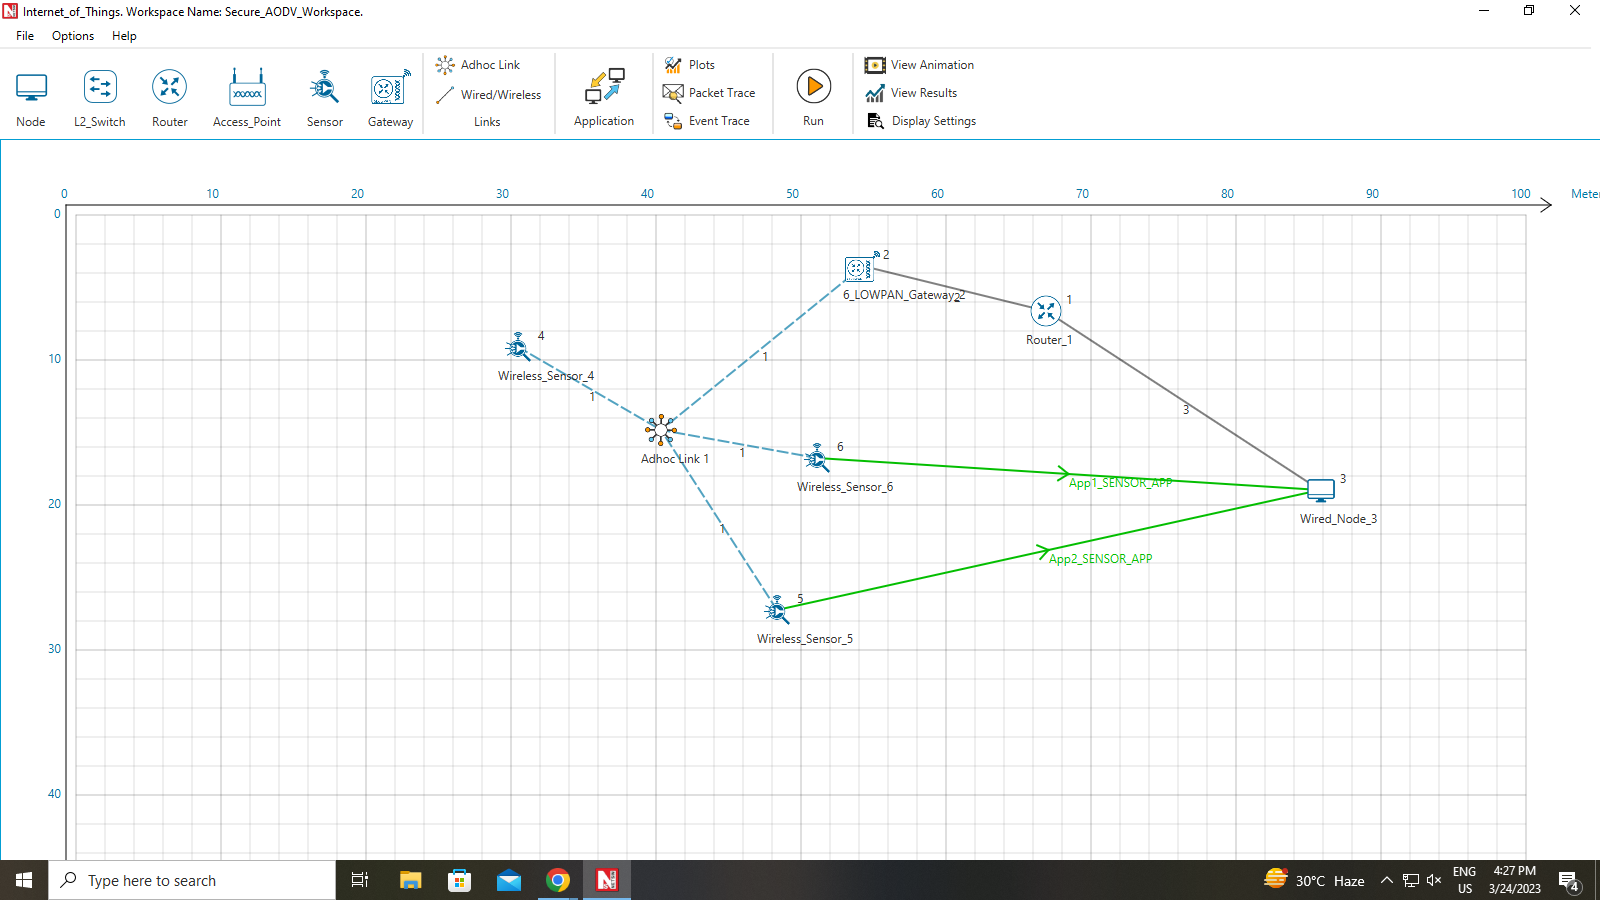 Internet_of_Things. Workspace Name: Secure_AODV_Workspace.
File Options Help
Adhoc Link
Wired/Wireless
Links
Plots
Packet Trace
Event Trace
View Animation
View Results
Display Settings
Node L2_Switch Router Access_Point Sensor Gateway Application Run
0 10 20 30 40 50 60 70 80 90 100 Meter
0
2
6_LOWPAN_Gateway_2
2
1
Router_1
4
Wireless_Sensor_4
1
1
10
3
Adhoc Link 1
1
6
Wireless_Sensor_6
App1_SENSOR_APP
3
Wired_Node_3
20
1
App2_SENSOR_APP
5
Wireless_Sensor_5
30
40
Type here to search
30°C Haze
ENG
US
4:27 PM
3/24/2023
4